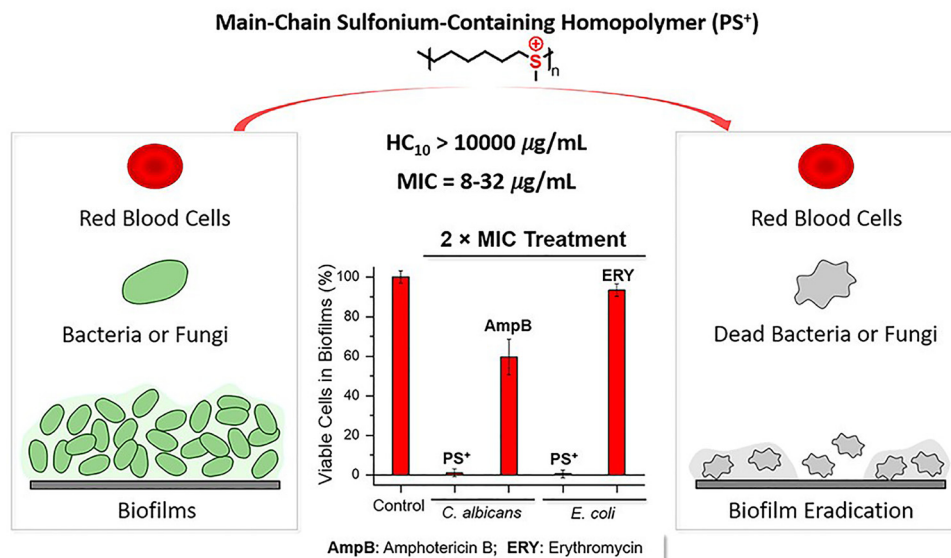 Main-Chain Sulfonium-Containing Homopolymer (PS⁺)
S
⊕
n
HC₁₀ > 10000 μg/mL
MIC = 8-32 μg/mL
Red Blood Cells
Bacteria or Fungi
Biofilms
2 × MIC Treatment
Viable Cells in Biofilms (%)
100
80
60
40
20
0
AmpB
ERY
PS⁺
PS⁺
Control
C. albicans
E. coli
AmpB: Amphotericin B; ERY: Erythromycin
Red Blood Cells
Dead Bacteria or Fungi
Biofilm Eradication